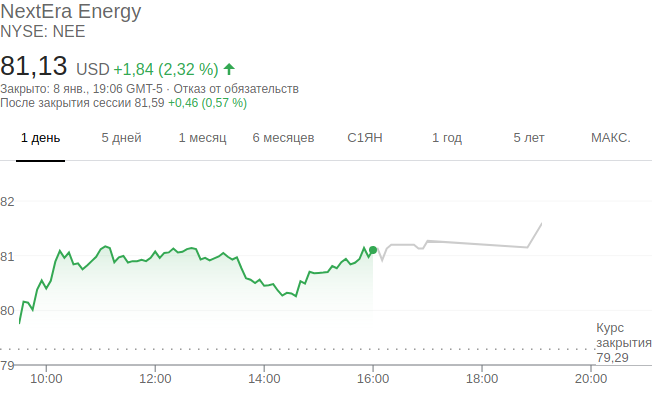 NextEra Energy
NYSE: NEE
81,13 USD +1,84 (2,32 %)
Закрыто: 8 янв., 19:06 GMT-5 · Отказ от обязательств
После закрытия сессии 81,59 +0,46 (0,57 %)
1 день 5 дней 1 месяц 6 месяцев С1ЯН 1 год 5 лет МАКС.
82
81
80
Курс
закрытия
79,29
79
10:00 12:00 14:00 16:00 18:00 20:00